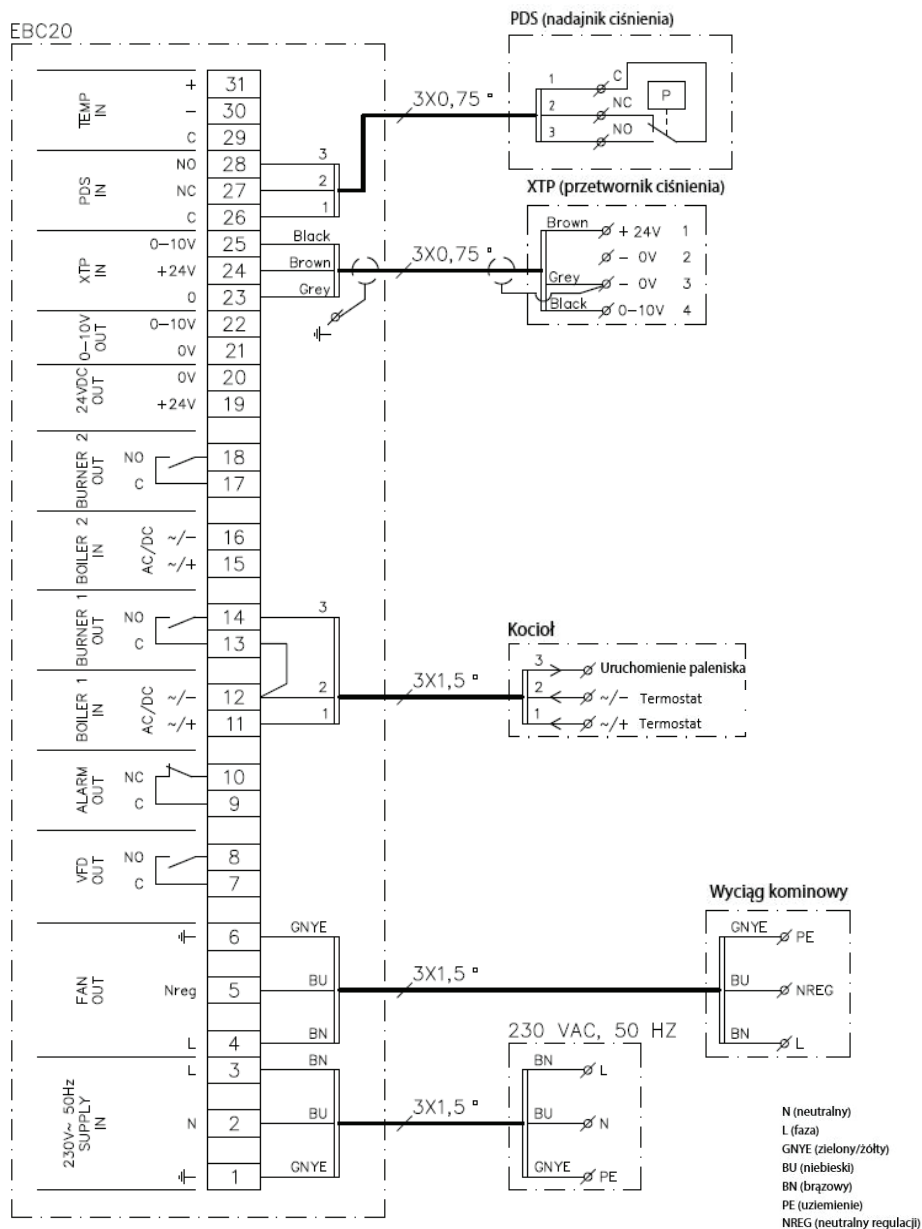 EBC20
TEMP IN
+ 31
− 30
C 29
PDS IN
NO 28 3
NC 27 2
C 26 1
XTP IN
0−10V 25 Black
+24V 24 Brown
0 23 Grey
0−10V OUT
0−10V 22
0V 21
24VDC OUT
0V 20
+24V 19
BURNER 2 OUT
NO 18
C 17
BOILER 2 IN
AC/DC
~/− 16
~/+ 15
BURNER 1 OUT
NO 14 3
C 13
BOILER 1 IN
AC/DC
~/− 12 2
~/+ 11 1
ALARM OUT
NC 10
C 9
VFD OUT
NO 8
C 7
FAN OUT
6 GNYE
Nreg 5 BU
L 4 BN
230V~ 50Hz SUPPLY IN
L 3 BN
N 2 BU
1 GNYE
3X0,75 ▫
PDS (nadajnik ciśnienia)
1 C
2 NC
3 NO
P
3X0,75 ▫
XTP (przetwornik ciśnienia)
Brown + 24V 1
− 0V 2
Grey − 0V 3
Black 0−10V 4
3X1,5 ▫
Kocioł
3 Uruchomienie paleniska
2 ~/− Termostat
1 ~/+ Termostat
3X1,5 ▫
Wyciąg kominowy
GNYE PE
BU NREG
BN L
3X1,5 ▫
230 VAC, 50 HZ
BN L
BU N
GNYE PE
N (neutralny)
L (faza)
GNYE (zielony/żółty)
BU (niebieski)
BN (brązowy)
PE (uziemienie)
NREG (neutralny regulacji)